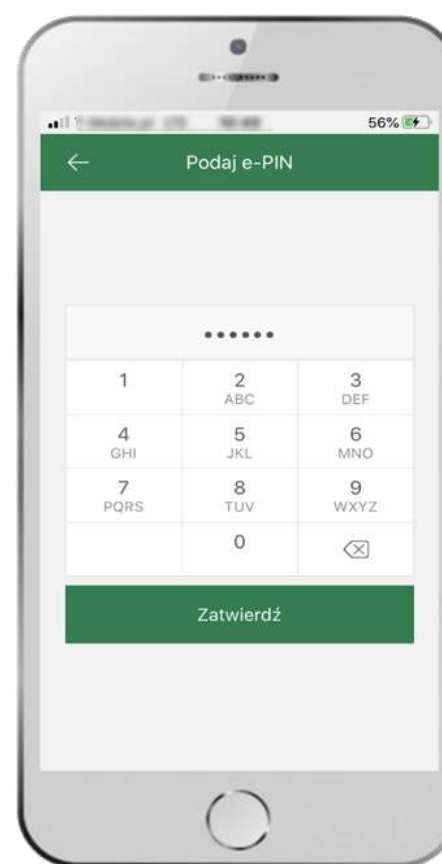 56%
Podaj e-PIN
••••••
1
2
3
ABC
DEF
4
5
6
GHI
JKL
MNO
7
8
9
PQRS
TUV
WXYZ
0
Zatwierdź